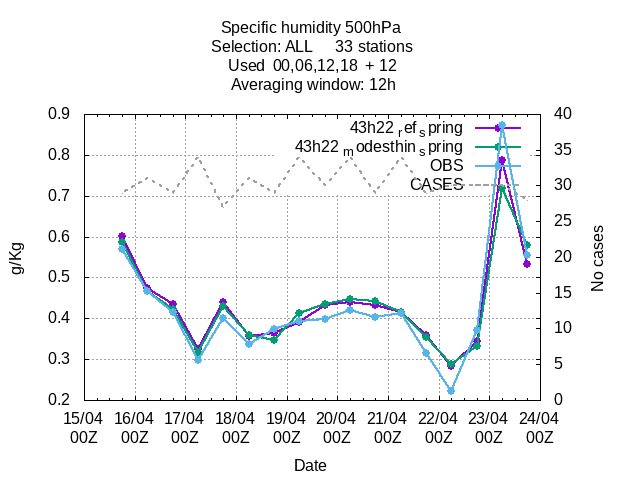 Specific humidity 500hPa
Selection: ALL 33 stations
Used 00,06,12,18 + 12
Averaging window: 12h
43h22 ref spring
43h22 modesthin spring
OBS
CASES
0.9
0.8
0.7
0.6
0.5
0.4
0.3
0.2
g/Kg
40
35
30
25
20
15
10
5
0
No cases
15/04 16/04 17/04 18/04 19/04 20/04 21/04 22/04 23/04 24/04
00Z 00Z 00Z 00Z 00Z 00Z 00Z 00Z 00Z 00Z
Date